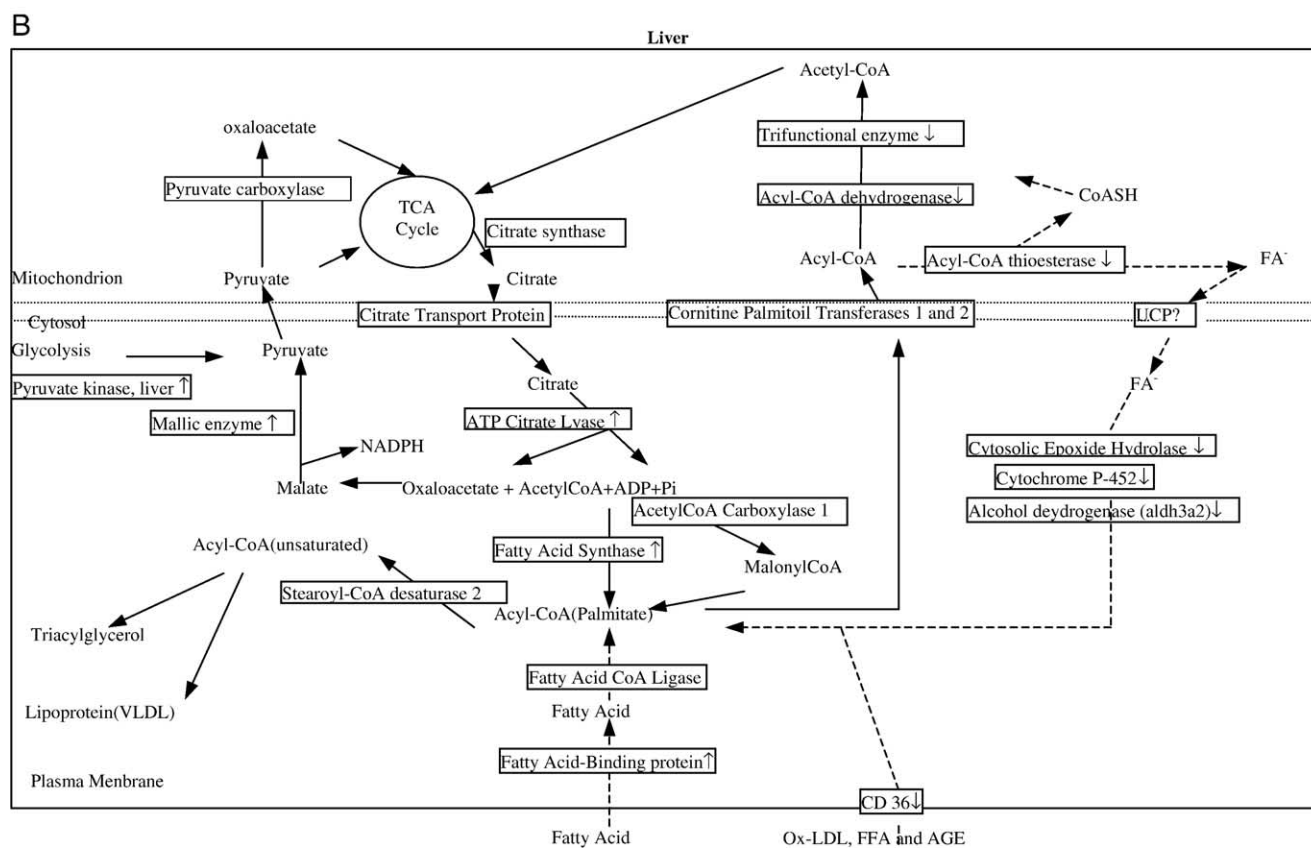 B
Liver
Acetyl-CoA
oxaloacetate
Trifunctional enzyme ↓
Pyruvate carboxylase
Acyl-CoA dehydrogenase↓
CoASH
TCA
Cycle
Citrate synthase
Acyl-CoA
Acyl-CoA thioesterase ↓
FA⁻
Mitochondrion
Pyruvate
Citrate
Cytosol
Citrate Transport Protein
Cornitine Palmitoil Transferases 1 and 2
UCP?
Glycolysis
Pyruvate
Pyruvate kinase, liver ↑
Citrate
FA⁻
Mallic enzyme ↑
ATP Citrate Lyase ↑
NADPH
Cytosolic Epoxide Hydrolase ↓
Cytochrome P-452↓
Malate
Oxaloacetate + AcetylCoA+ADP+Pi
AcetylCoA Carboxylase 1
Alcohol deydrogenase (aldh3a2)↓
Acyl-CoA(unsaturated)
Fatty Acid Synthase ↑
MalonylCoA
Stearoyl-CoA desaturase 2
Acyl-CoA(Palmitate)
Triacylglycerol
Fatty Acid CoA Ligase
Lipoprotein(VLDL)
Fatty Acid
Fatty Acid-Binding protein↑
Plasma Menbrane
CD 36↓
Fatty Acid
Ox-LDL, FFA and AGE